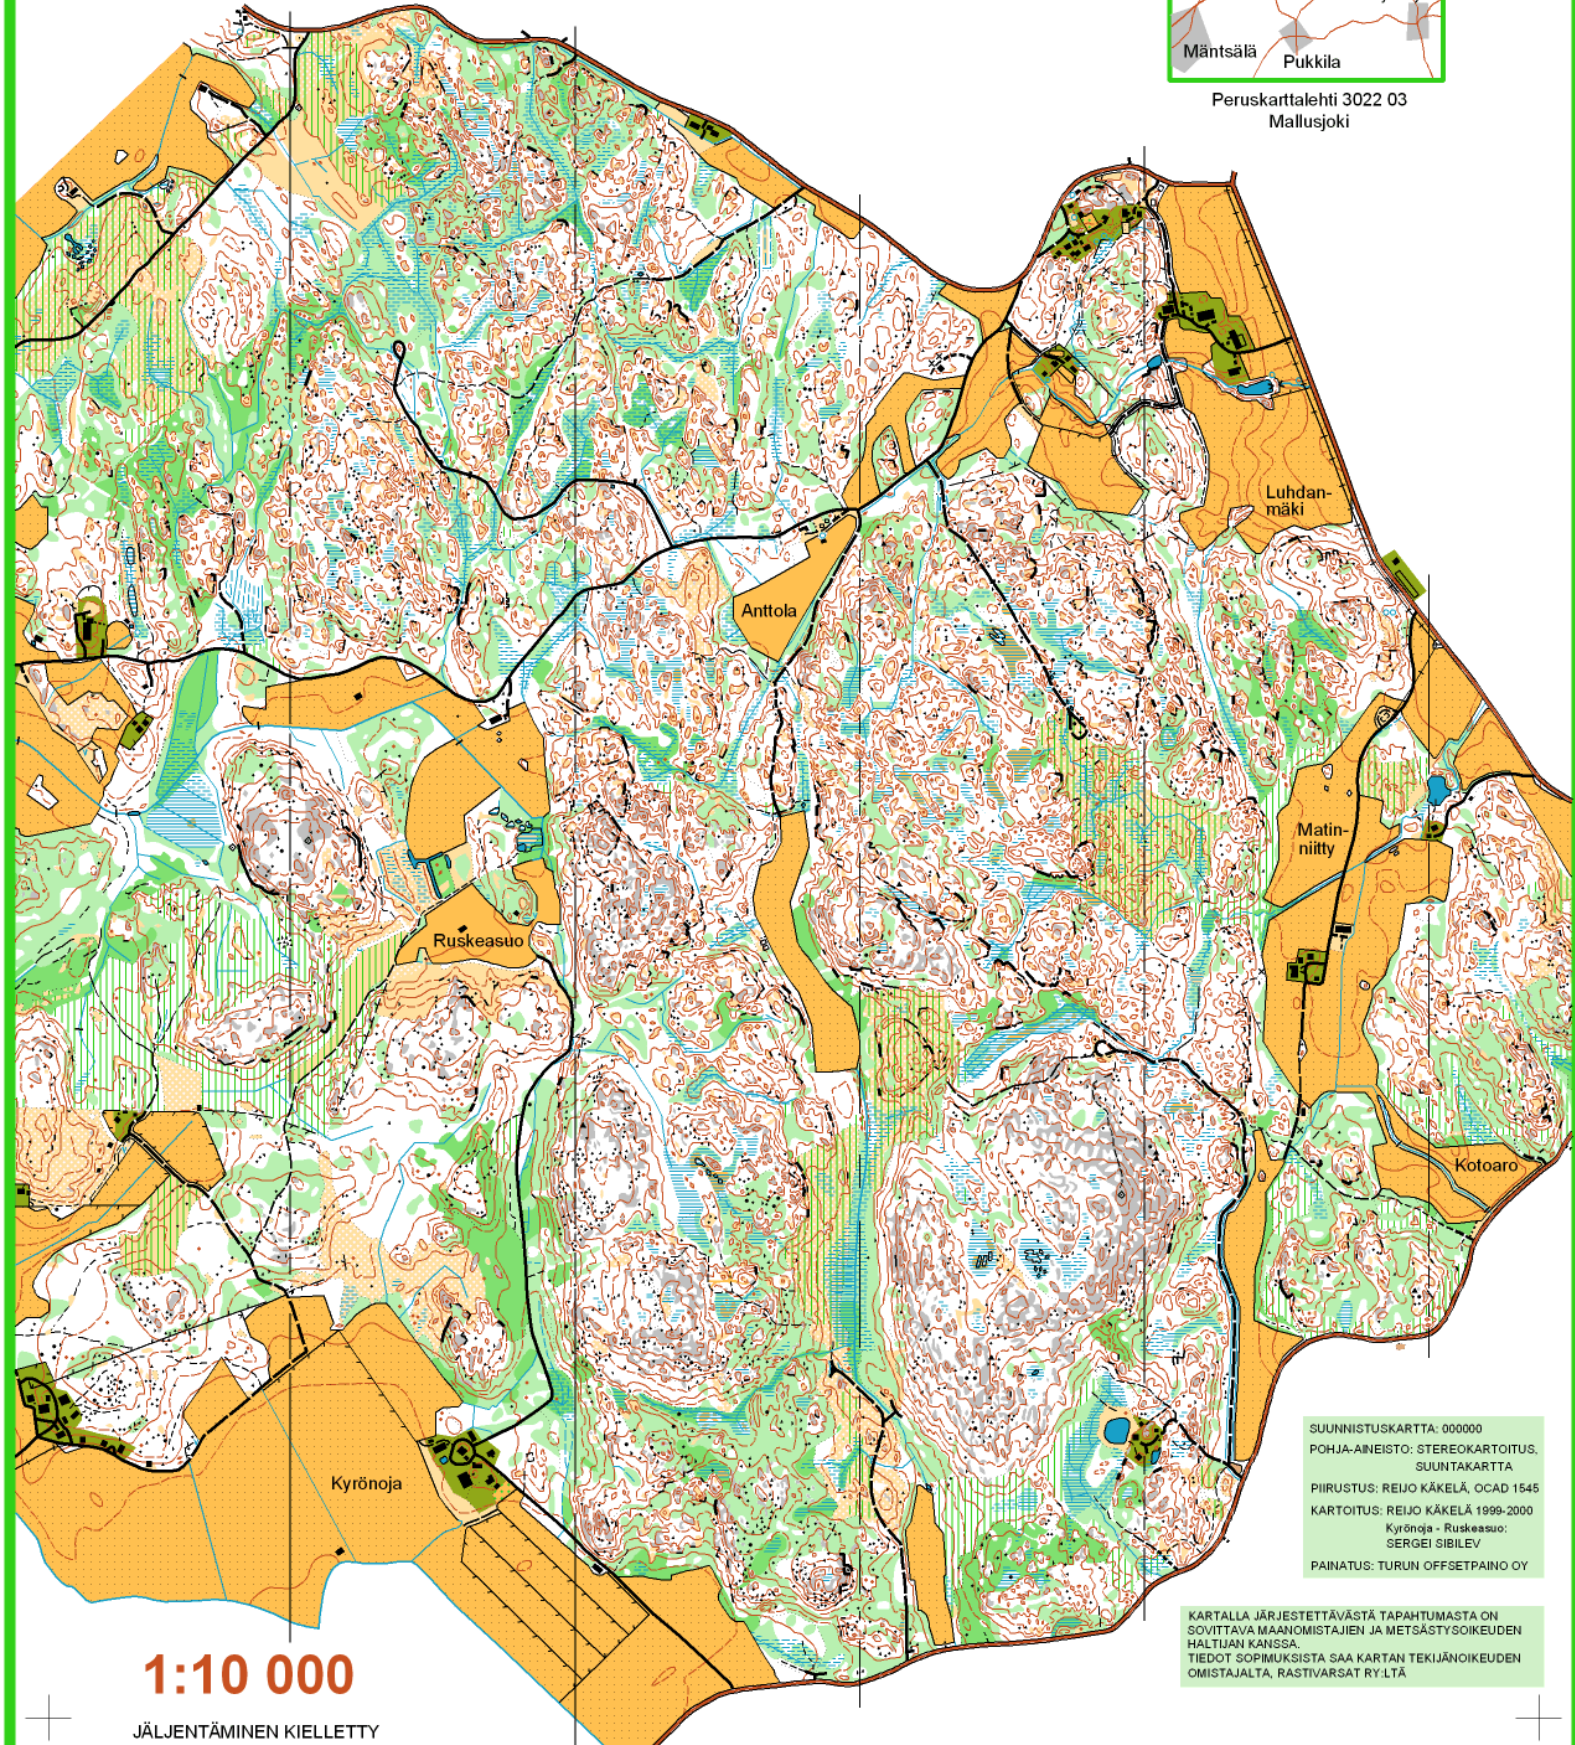 Mäntsälä
Pukkila
Peruskarttalehti 3022 03
Mallusjoki
Luhdan-
mäki
Anttola
Matin-
niitty
Ruskeasuo
Kotoaro
Kyrönoja
SUUNNISTUSKARTTA: 000000
POHJA-AINEISTO: STEREOKARTOITUS,
SUUNTAKARTTA
PIIRUSTUS: REIJO KÄKELÄ, OCAD 1545
KARTOITUS: REIJO KÄKELÄ 1999-2000
Kyrönoja - Ruskeasuo:
SERGEI SIBILEV
PAINATUS: TURUN OFFSETPAINO OY
KARTALLA JÄRJESTETTÄVÄSTÄ TAPAHTUMASTA ON
SOVITTAVA MAANOMISTAJIEN JA METSÄSTYSOIKEUDEN
HALTIJAN KANSSA.
TIEDOT SOPIMUKSISTA SAA KARTAN TEKIJÄNOIKEUDEN
OMISTAJALTA, RASTIVARSAT RY:LTÄ
1:10 000
JÄLJENTÄMINEN KIELLETTY